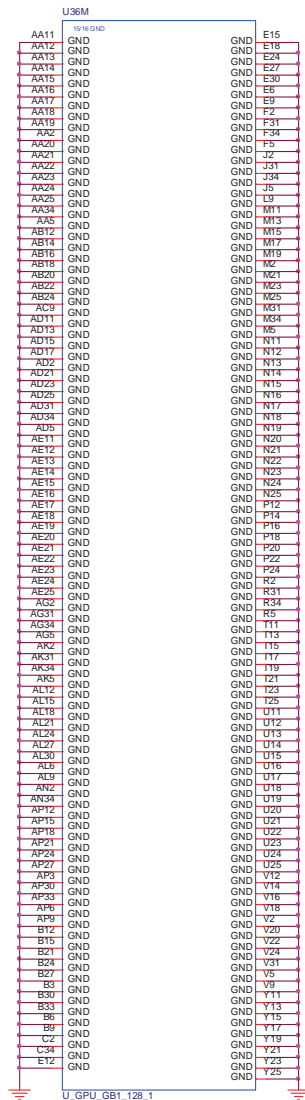 U36M
15/16 GND
AA11 GND
AA12 GND
AA13 GND
AA14 GND
AA15 GND
AA16 GND
AA17 GND
AA18 GND
AA19 GND
AA2 GND
AA20 GND
AA21 GND
AA22 GND
AA23 GND
AA24 GND
AA25 GND
AA34 GND
AA5 GND
AB12 GND
AB14 GND
AB16 GND
AB18 GND
AB20 GND
AB22 GND
AB24 GND
AC9 GND
AD11 GND
AD13 GND
AD15 GND
AD17 GND
AD2 GND
AD21 GND
AD23 GND
AD25 GND
AD31 GND
AD34 GND
AD5 GND
AE11 GND
AE12 GND
AE13 GND
AE14 GND
AE15 GND
AE16 GND
AE17 GND
AE18 GND
AE19 GND
AE20 GND
AE21 GND
AE22 GND
AE23 GND
AE24 GND
AE25 GND
AG2 GND
AG31 GND
AG34 GND
AG5 GND
AK2 GND
AK31 GND
AK34 GND
AK5 GND
AL12 GND
AL15 GND
AL18 GND
AL21 GND
AL24 GND
AL27 GND
AL30 GND
AL6 GND
AL9 GND
AN2 GND
AN34 GND
AP12 GND
AP15 GND
AP18 GND
AP21 GND
AP24 GND
AP27 GND
AP3 GND
AP30 GND
AP33 GND
AP6 GND
AP9 GND
B12 GND
B15 GND
B21 GND
B24 GND
B27 GND
B3 GND
B30 GND
B33 GND
B6 GND
B9 GND
C2 GND
C34 GND
E12 GND
GND E15
GND E18
GND E24
GND E27
GND E30
GND E6
GND E9
GND F2
GND F31
GND F34
GND F5
GND J2
GND J31
GND J34
GND J5
GND L9
GND M11
GND M13
GND M15
GND M17
GND M19
GND M2
GND M21
GND M23
GND M25
GND M31
GND M34
GND M5
GND N11
GND N12
GND N13
GND N14
GND N15
GND N16
GND N17
GND N18
GND N19
GND N20
GND N21
GND N22
GND N23
GND N24
GND N25
GND P12
GND P14
GND P16
GND P18
GND P20
GND P22
GND P24
GND R2
GND R31
GND R34
GND R5
GND T11
GND T13
GND T15
GND T17
GND T19
GND T21
GND T23
GND T25
GND U11
GND U12
GND U13
GND U14
GND U15
GND U16
GND U17
GND U18
GND U19
GND U20
GND U21
GND U22
GND U23
GND U24
GND U25
GND V12
GND V14
GND V16
GND V18
GND V2
GND V20
GND V22
GND V24
GND V31
GND V5
GND V9
GND Y11
GND Y13
GND Y15
GND Y17
GND Y19
GND Y21
GND Y23
GND Y25
U_GPU_GB1_128_1